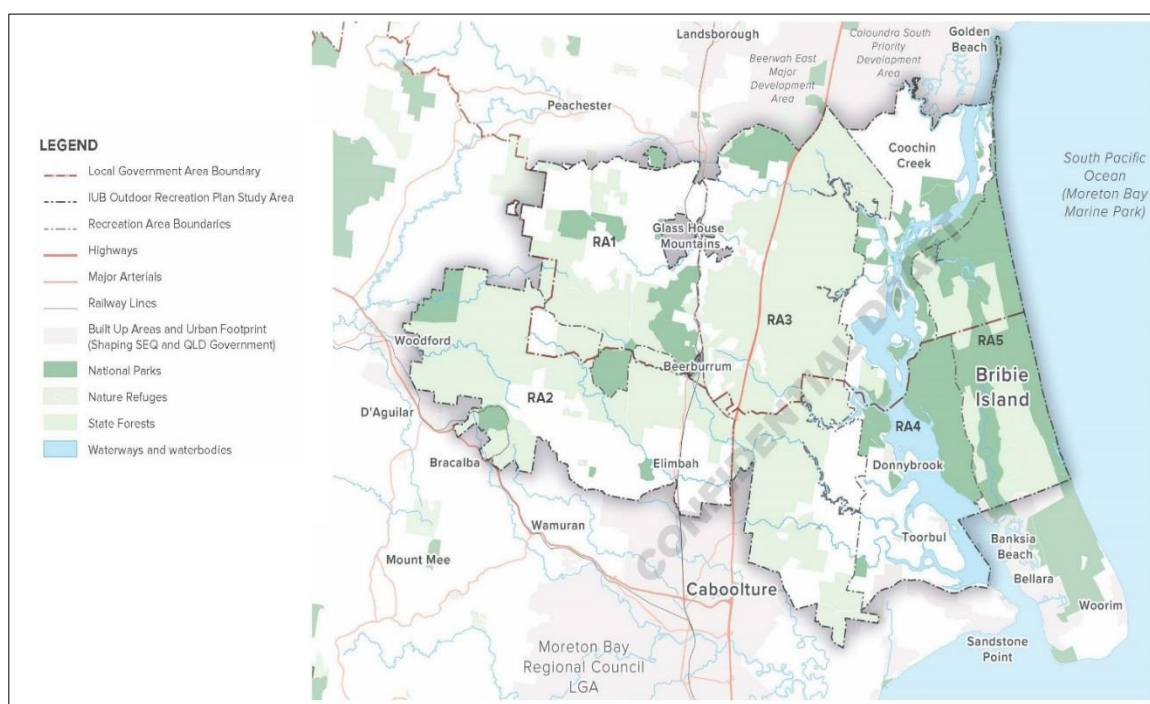 LEGEND
Local Government Area Boundary
IUB Outdoor Recreation Plan Study Area
Recreation Area Boundaries
Highways
Major Arterials
Railway Lines
Built Up Areas and Urban Footprint
(Shaping SEQ and QLD Government)
National Parks
Nature Refuges
State Forests
Waterways and waterbodies
Landsborough
Golden
Beach
Caloundra South
Priority
Development
Area
Beerwah East
Major
Development
Area
Peachester
Coochin
Creek
South Pacific
Ocean
(Moreton Bay
Marine Park)
RA1
Glass House
Mountains
RA3
RA5
Woodford
Beerburrum
Bribie
Island
RA2
RA4
D'Aguilar
Bracalba
Elimbah
Donnybrook
Wamuran
Toorbul
Banksia
Beach
Mount Mee
Bellara
Caboolture
Woorim
Sandstone
Point
Moreton Bay
Regional Council
LGA
CONFIDENTIAL DRAFT